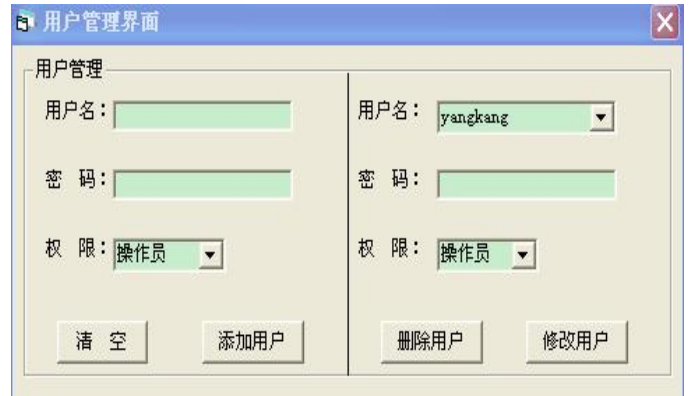 用户管理界面
用户管理
用户名：
密 码：
权 限：操作员
清 空 添加用户
用户名：yangkang
密 码：
权 限：操作员
删除用户 修改用户